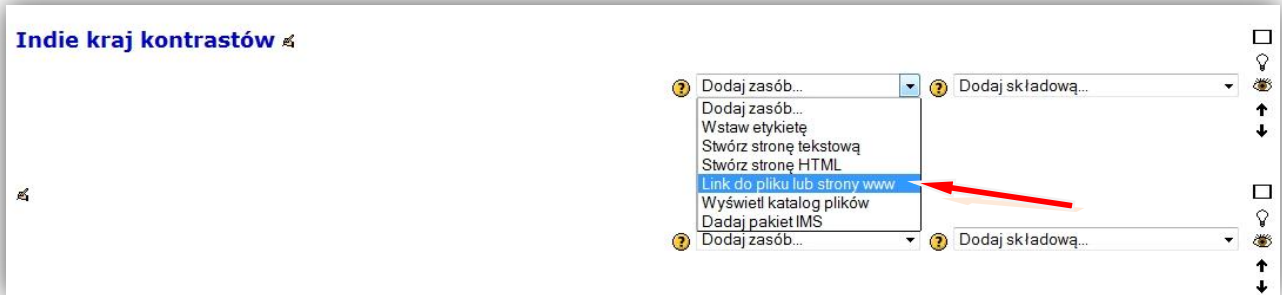 Indie kraj kontrastów
? Dodaj zasób... ? Dodaj składową...
Dodaj zasób...
Wstaw etykietę
Stwórz stronę tekstową
Stwórz stronę HTML
Link do pliku lub strony www
Wyświetl katalog plików
Dadaj pakiet IMS
? Dodaj zasób... ? Dodaj składową...